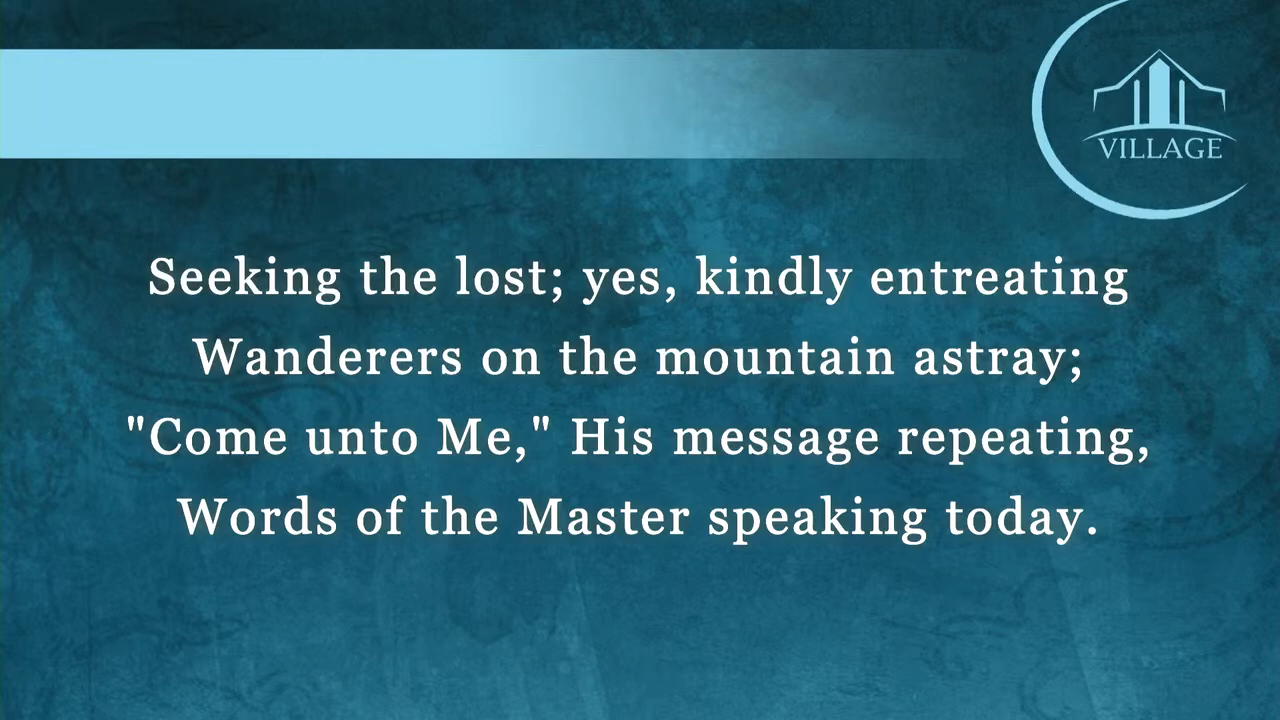 VILLAGE
Seeking the lost; yes, kindly entreating
Wanderers on the mountain astray;
"Come unto Me," His message repeating,
Words of the Master speaking today.